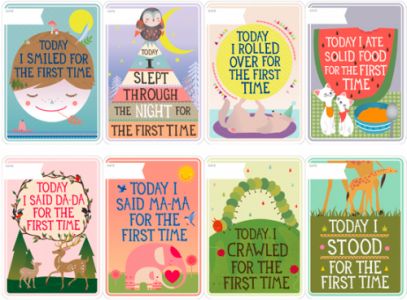 TODAY
I SMILED FOR
THE FIRST TIME
TODAY
I
SLEPT
THROUGH
THE NIGHT FOR
THE FIRST TIME
TODAY
I ROLLED
OVER FOR
THE FIRST
TIME
TODAY I ATE
SOLID FOOD
FOR THE FIRST
TIME
TODAY
I SAID DA-DA
FOR THE
FIRST TIME
TODAY I
SAID MA-MA
FOR THE
FIRST TIME
TODAY I
CRAWLED
FOR THE
FIRST TIME
TODAY I
STOOD
FOR THE
FIRST TIME